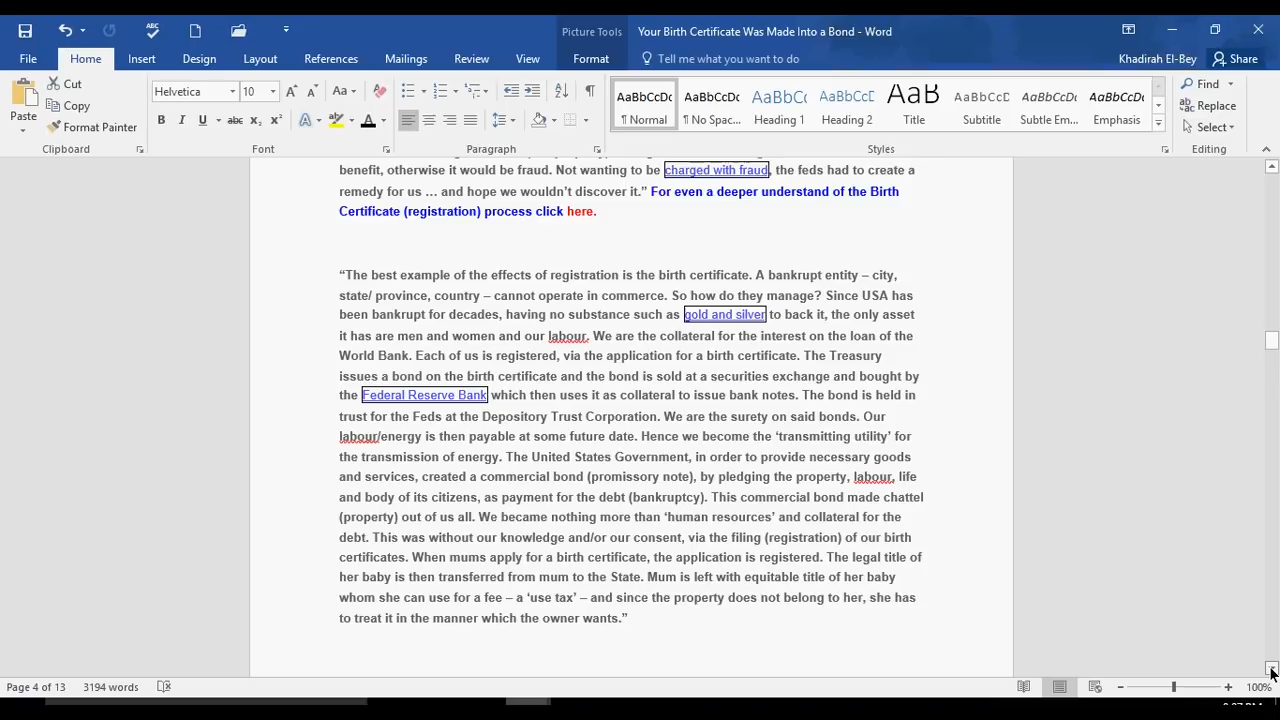 Picture Tools
Your Birth Certificate Was Made Into a Bond - Word
File Home Insert Design Layout References Mailings Review View Format Tell me what you want to do Khadirah El-Bey Share
Cut
Copy
Format Painter
Paste
Clipboard
Helvetica 10
Font
Paragraph
AaBbCcDc AaBbCcDc AaBbCc AaBbCcC AaB AaBbCcD AaBbCcDc AaBbCcDc
¶ Normal ¶ No Spac... Heading 1 Heading 2 Title Subtitle Subtle Em... Emphasis
Styles
Find
Replace
Select
Editing
benefit, otherwise it would be fraud. Not wanting to be charged with fraud, the feds had to create a
remedy for us … and hope we wouldn’t discover it.” For even a deeper understand of the Birth
Certificate (registration) process click here.
“The best example of the effects of registration is the birth certificate. A bankrupt entity – city,
state/ province, country – cannot operate in commerce. So how do they manage? Since USA has
been bankrupt for decades, having no substance such as gold and silver to back it, the only asset
it has are men and women and our labour. We are the collateral for the interest on the loan of the
World Bank. Each of us is registered, via the application for a birth certificate. The Treasury
issues a bond on the birth certificate and the bond is sold at a securities exchange and bought by
the Federal Reserve Bank which then uses it as collateral to issue bank notes. The bond is held in
trust for the Feds at the Depository Trust Corporation. We are the surety on said bonds. Our
labour/energy is then payable at some future date. Hence we become the ‘transmitting utility’ for
the transmission of energy. The United States Government, in order to provide necessary goods
and services, created a commercial bond (promissory note), by pledging the property, labour, life
and body of its citizens, as payment for the debt (bankruptcy). This commercial bond made chattel
(property) out of us all. We became nothing more than ‘human resources’ and collateral for the
debt. This was without our knowledge and/or our consent, via the filing (registration) of our birth
certificates. When mums apply for a birth certificate, the application is registered. The legal title of
her baby is then transferred from mum to the State. Mum is left with equitable title of her baby
whom she can use for a fee – a ‘use tax’ – and since the property does not belong to her, she has
to treat it in the manner which the owner wants.”
Page 4 of 13 3194 words 100%